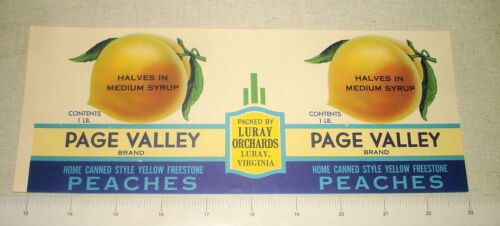 HALVES IN
MEDIUM SYRUP
CONTENTS
1 LB.
PAGE VALLEY
BRAND
HOME CANNED STYLE YELLOW FREESTONE
PEACHES
PACKED BY
LURAY
ORCHARDS
LURAY,
VIRGINIA
HALVES IN
MEDIUM SYRUP
CONTENTS
1 LB.
PAGE VALLEY
BRAND
HOME CANNED STYLE YELLOW FREESTONE
PEACHES
13 14 15 16 17 18 19 20 21 22 23